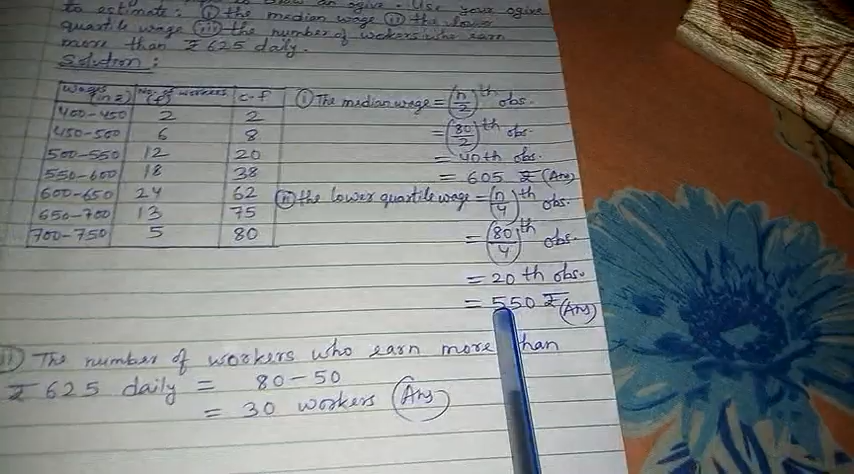 to estimate: (i) the median wage (ii) the lower
quartile wage (iii) the number of workers who earn
more than ₹ 625 daily.
Solution:
Wages (in ₹) No. of workers (f) c.f
400-450 2 2
450-500 6 8
500-550 12 20
550-600 18 38
600-650 24 62
650-700 13 75
700-750 5 80
(i) The median wage = (n/2)th obs.
= (80/2)th obs.
= 40th obs.
= 605 ₹ (Ans)
(ii) the lower quartile wage = (n/4)th obs.
= (80/4)th obs.
= 20th obs.
= 550 ₹ (Ans)
The number of workers who earn more than
₹ 625 daily = 80-50
= 30 workers (Ans)